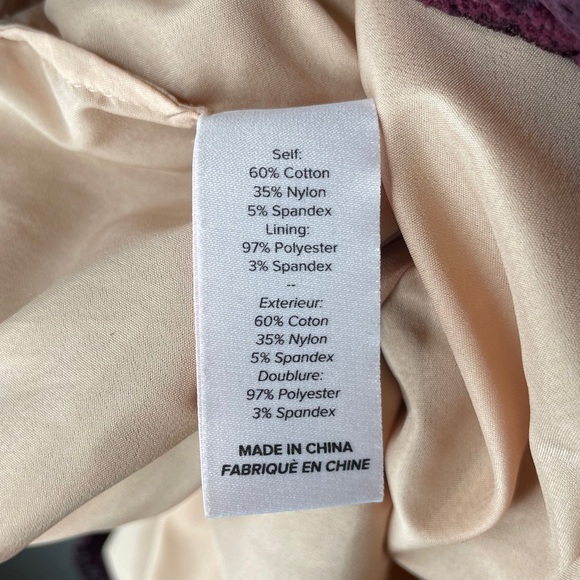 Self:
60% Cotton
35% Nylon
5% Spandex
Lining:
97% Polyester
3% Spandex
--
Exterieur:
60% Coton
35% Nylon
5% Spandex
Doublure:
97% Polyester
3% Spandex
MADE IN CHINA
FABRIQUÈ EN CHINE